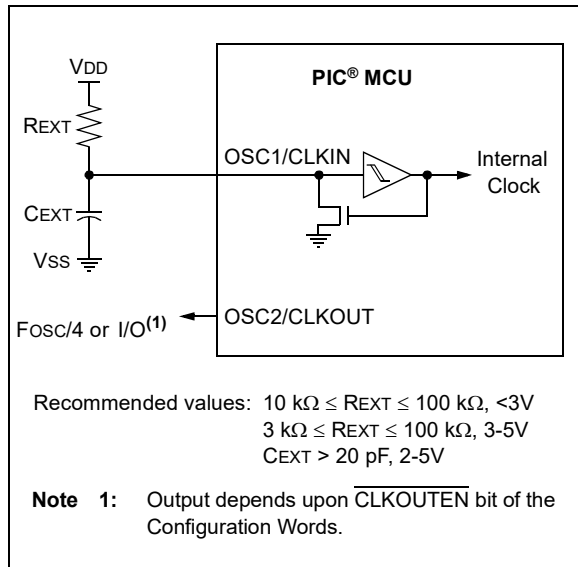 VDD
PIC® MCU
REXT
OSC1/CLKIN
Internal
Clock
CEXT
VSS
OSC2/CLKOUT
FOSC/4 or I/O(1)
Recommended values: 10 kΩ ≤ REXT ≤ 100 kΩ, <3V
3 kΩ ≤ REXT ≤ 100 kΩ, 3-5V
CEXT > 20 pF, 2-5V
Note 1: Output depends upon CLKOUTEN bit of the
Configuration Words.